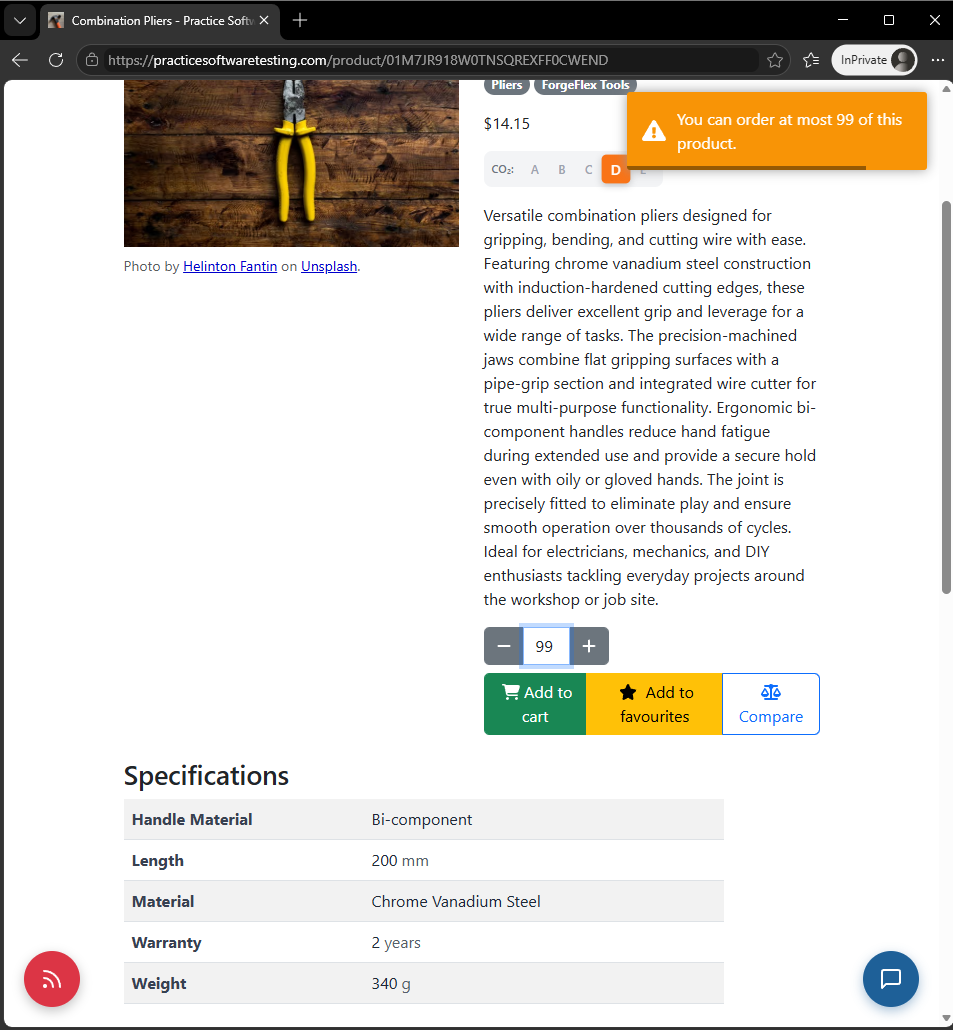 Combination Pliers - Practice Softw
https://practicesoftwaretesting.com/product/01M7JR918W0TNSQREXFF0CWEND
InPrivate
Pliers ForgeFlex Tools
You can order at most 99 of this
product.
$14.15
CO₂: A B C D E
Versatile combination pliers designed for
gripping, bending, and cutting wire with ease.
Featuring chrome vanadium steel construction
with induction-hardened cutting edges, these
pliers deliver excellent grip and leverage for a
wide range of tasks. The precision-machined
jaws combine flat gripping surfaces with a
pipe-grip section and integrated wire cutter for
true multi-purpose functionality. Ergonomic bi-
component handles reduce hand fatigue
during extended use and provide a secure hold
even with oily or gloved hands. The joint is
precisely fitted to eliminate play and ensure
smooth operation over thousands of cycles.
Ideal for electricians, mechanics, and DIY
enthusiasts tackling everyday projects around
the workshop or job site.
Photo by Helinton Fantin on Unsplash.
99
Add to
cart
Add to
favourites
Compare
Specifications
Handle Material Bi-component
Length 200 mm
Material Chrome Vanadium Steel
Warranty 2 years
Weight 340 g